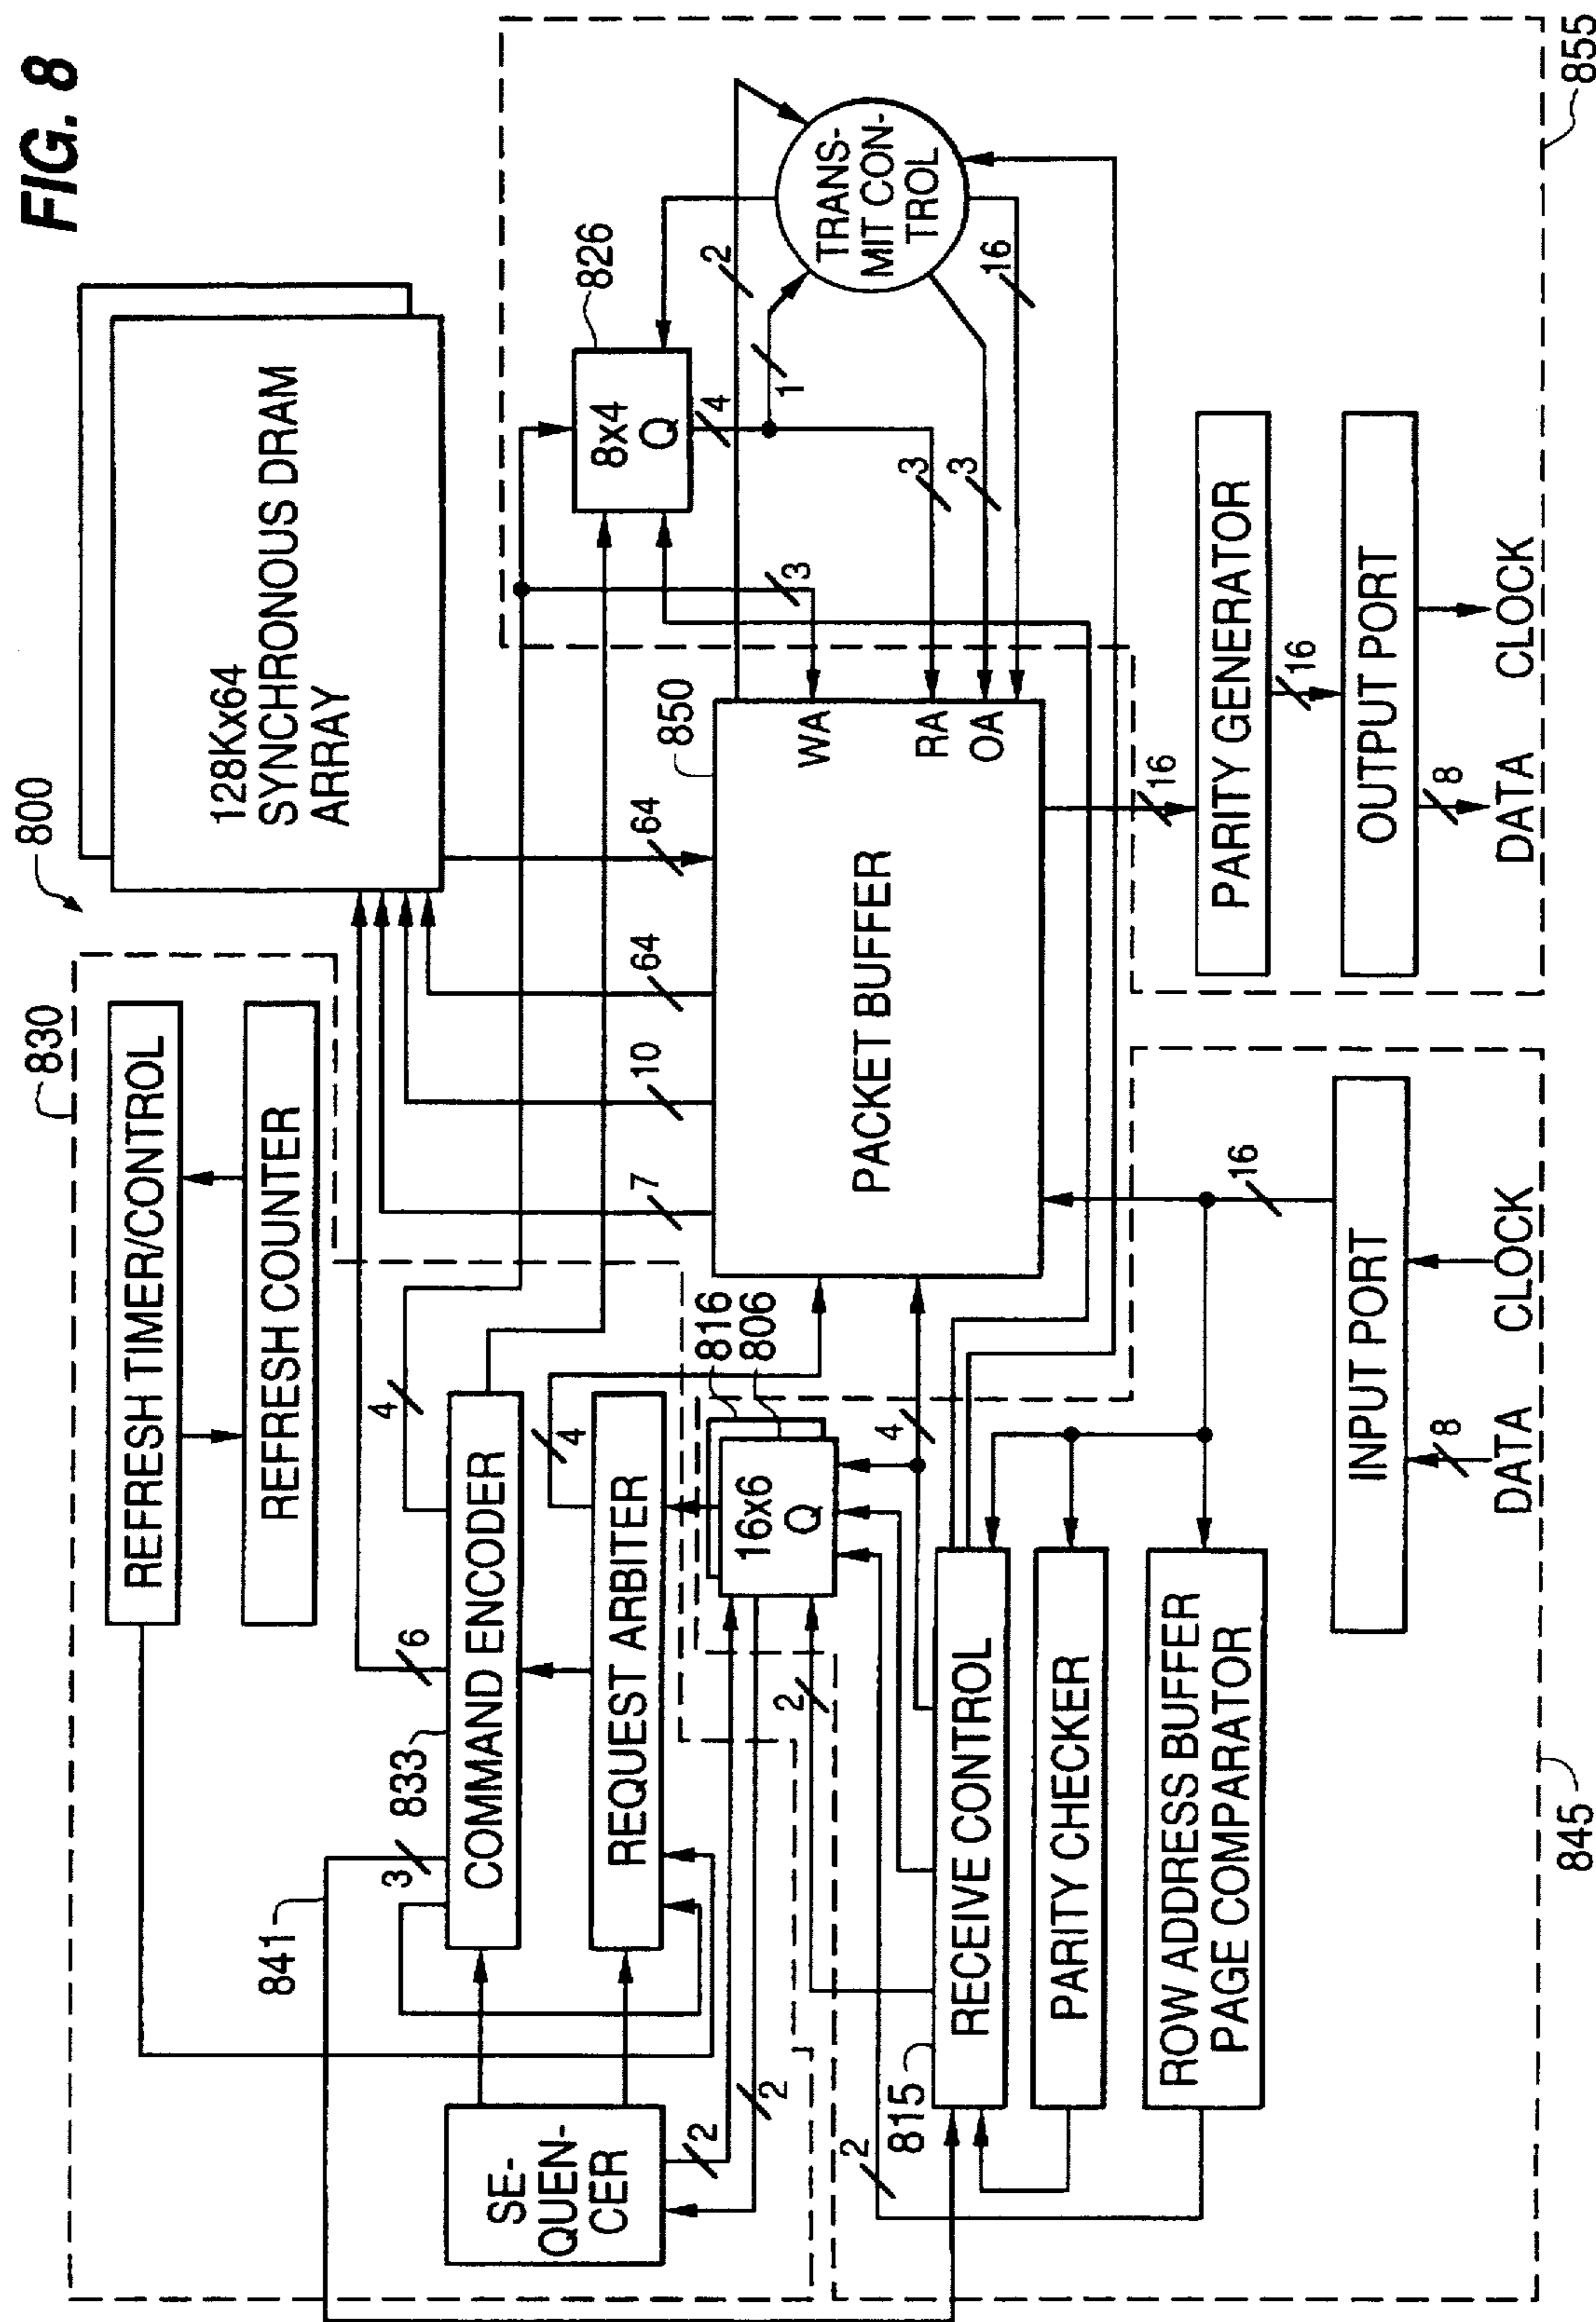 FIG. 8
800
830
REFRESH TIMER/CONTROL
REFRESH COUNTER
128Kx64
SYNCHRONOUS DRAM
ARRAY
841
3
833
6
4
COMMAND ENCODER
REQUEST ARBITER
4
SE-
QUEN-
CER
2
2
816
806
16x6
Q
2
4
7
10
64
64
850
PACKET BUFFER
WA
RA
OA
3
3
3
826
8x4
Q
4
1
2
16
TRANS-
MIT CON-
TROL
815
2
RECEIVE CONTROL
PARITY CHECKER
ROW ADDRESS BUFFER
PAGE COMPARATOR
16
INPUT PORT
8
DATA
CLOCK
845
16
PARITY GENERATOR
16
OUTPUT PORT
8
DATA
CLOCK
855